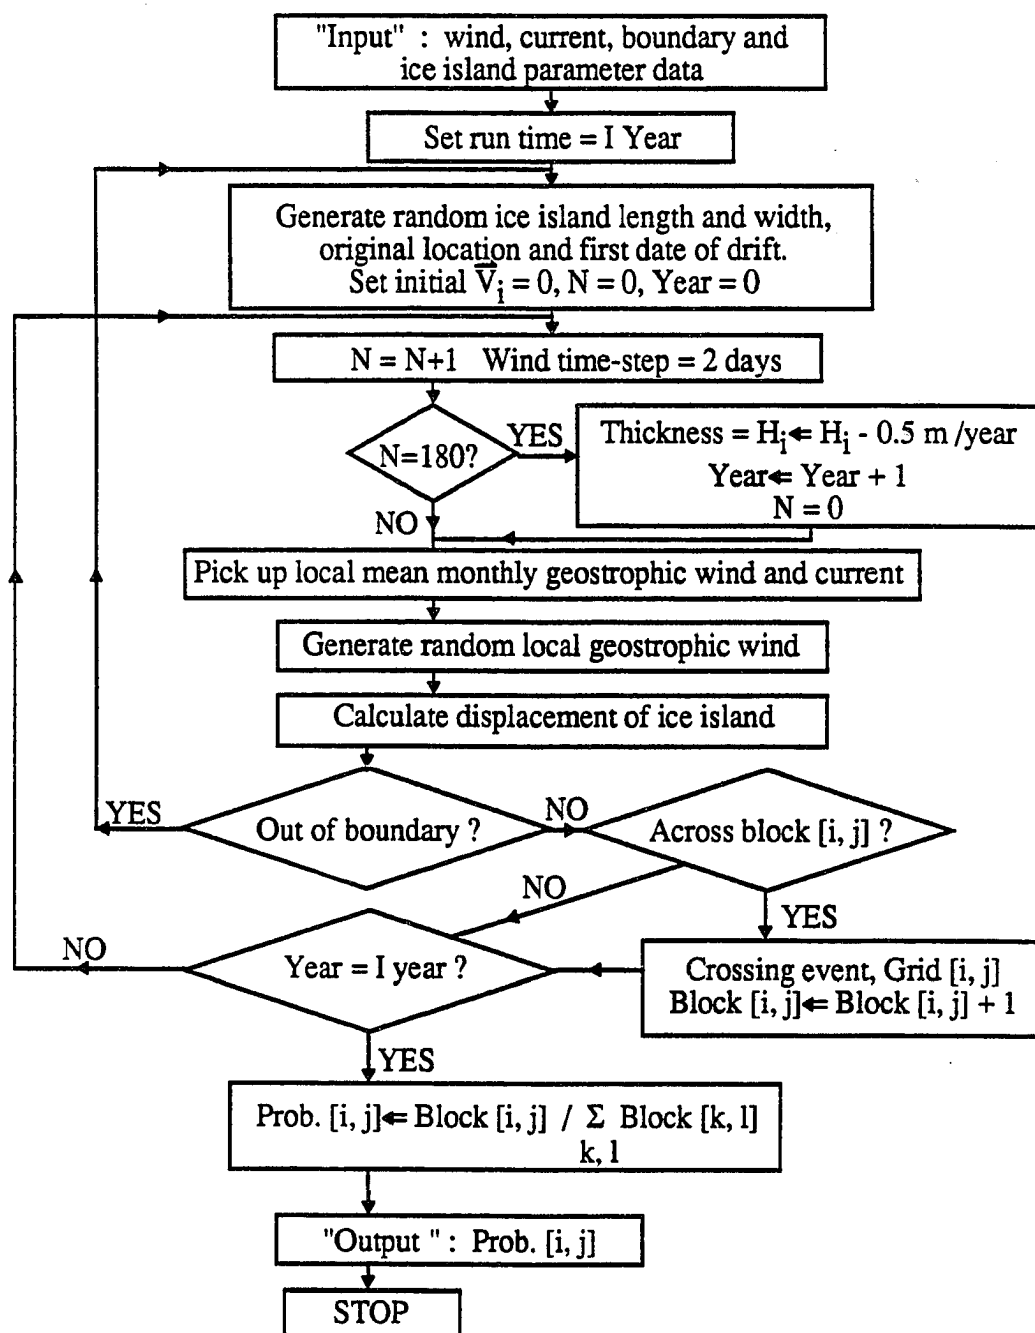 "Input" : wind, current, boundary and
ice island parameter data
Set run time = I Year
Generate random ice island length and width,
original location and first date of drift.
Set initial V⃗i = 0, N = 0, Year = 0
N = N+1 Wind time-step = 2 days
N=180?
YES
Thickness = Hi⇐ Hi - 0.5 m /year
Year⇐ Year + 1
N = 0
NO
Pick up local mean monthly geostrophic wind and current
Generate random local geostrophic wind
Calculate displacement of ice island
YES
Out of boundary ?
NO
Across block [i, j] ?
NO
YES
NO
Year = I year ?
Crossing event, Grid [i, j]
Block [i, j]⇐ Block [i, j] + 1
YES
Prob. [i, j]⇐ Block [i, j] / Σ Block [k, l]
k, l
"Output " : Prob. [i, j]
STOP